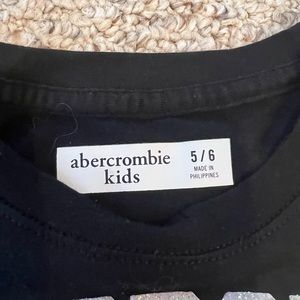 abercrombie
kids
5/6
MADE IN
PHILIPPINES